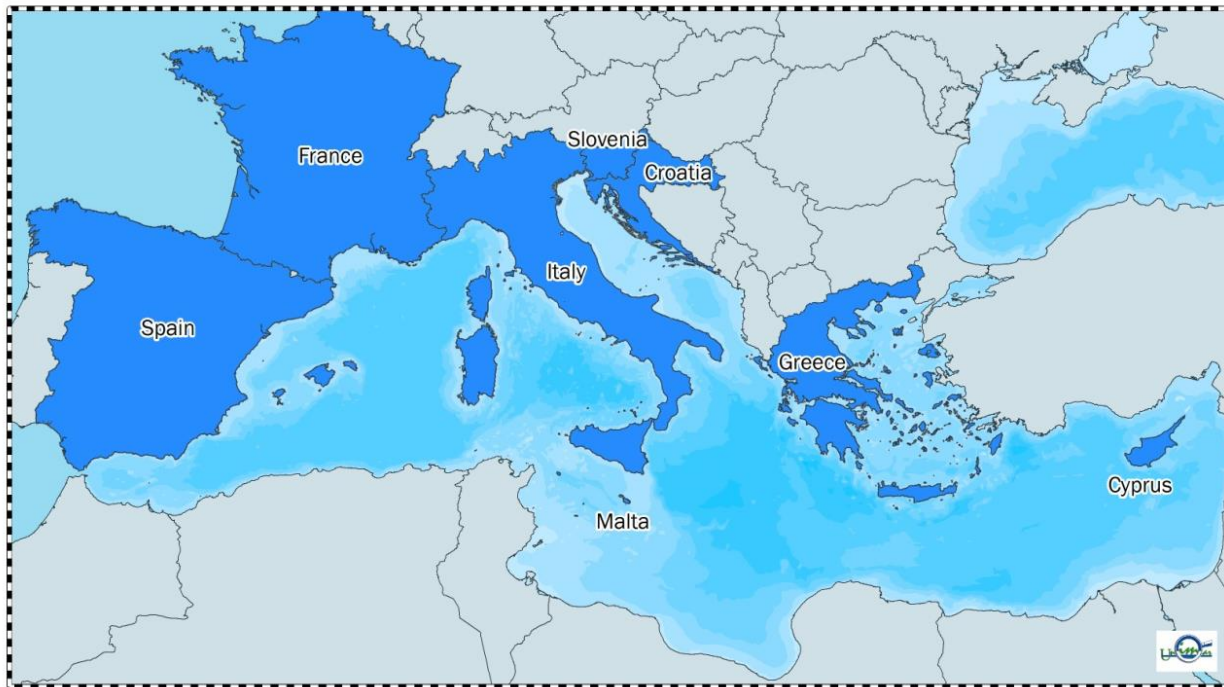 Slovenia
France
Croatia
Italy
Spain
Greece
Cyprus
Malta